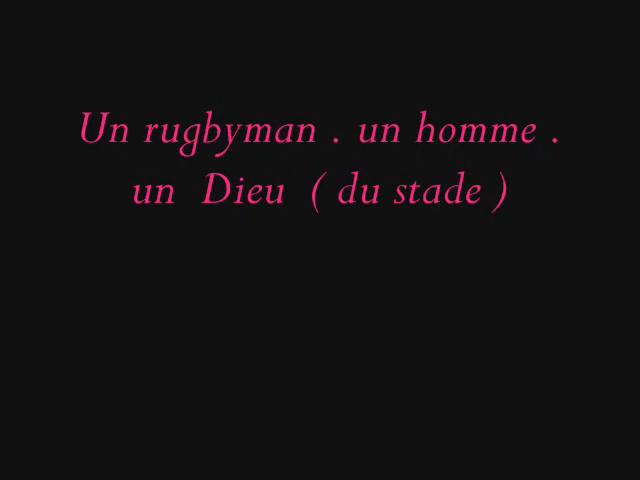 Un rugbyman . un homme .
un Dieu ( du stade )